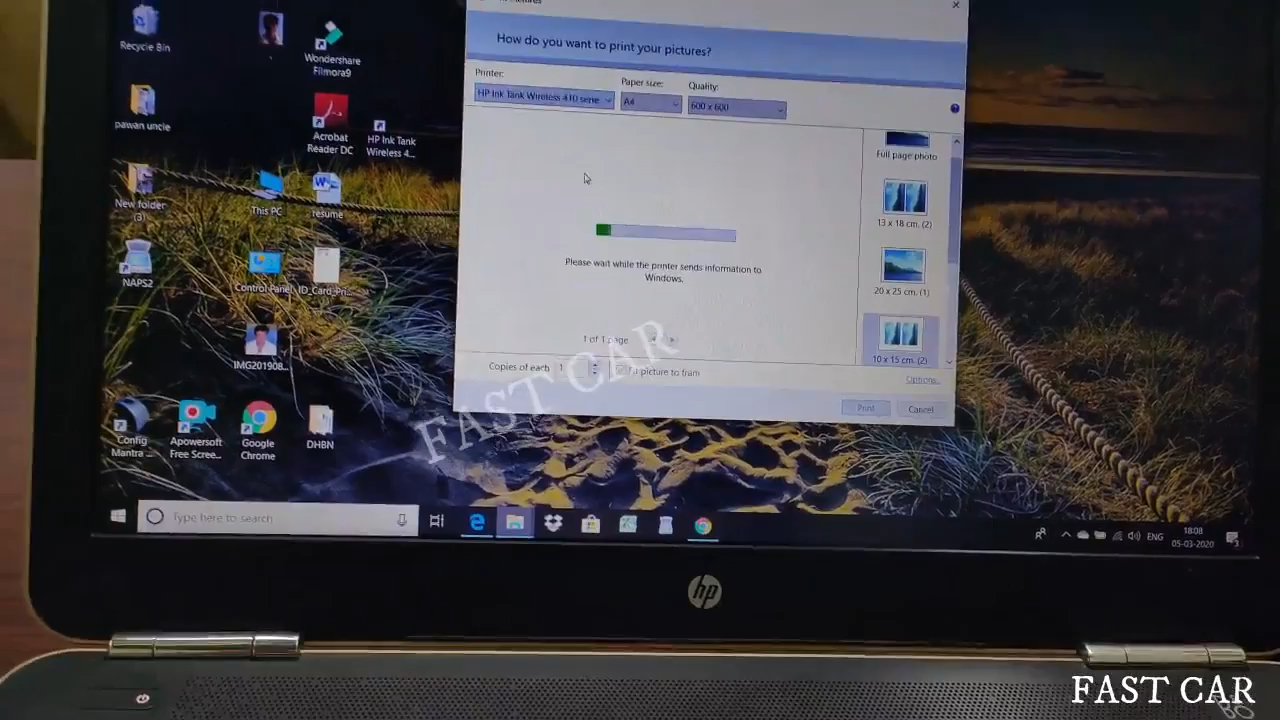 How do you want to print your pictures?
Printer:
Paper size:
Quality:
HP Ink Tank Wireless 410 serie
A4
600 x 600
Full page photo
13 x 18 cm. (2)
20 x 25 cm. (1)
10 x 15 cm. (2)
Please wait while the printer sends information to
Windows.
1 of 1 page
Copies of each
1
picture to fram
Options...
Print
Cancel
Recycle Bin
Wondershare
Filmora9
pawan uncle
Acrobat
Reader DC
HP Ink Tank
Wireless 4...
New folder
(3)
This PC
resume
NAPS2
Control Panel
ID_Card_Pri...
IMG201908...
Config
Mantra ...
Apowersoft
Free Scree...
Google
Chrome
DHBN
Type here to search
ENG
18:08
05-03-2020
hp
FAST CAR
FAST CAR